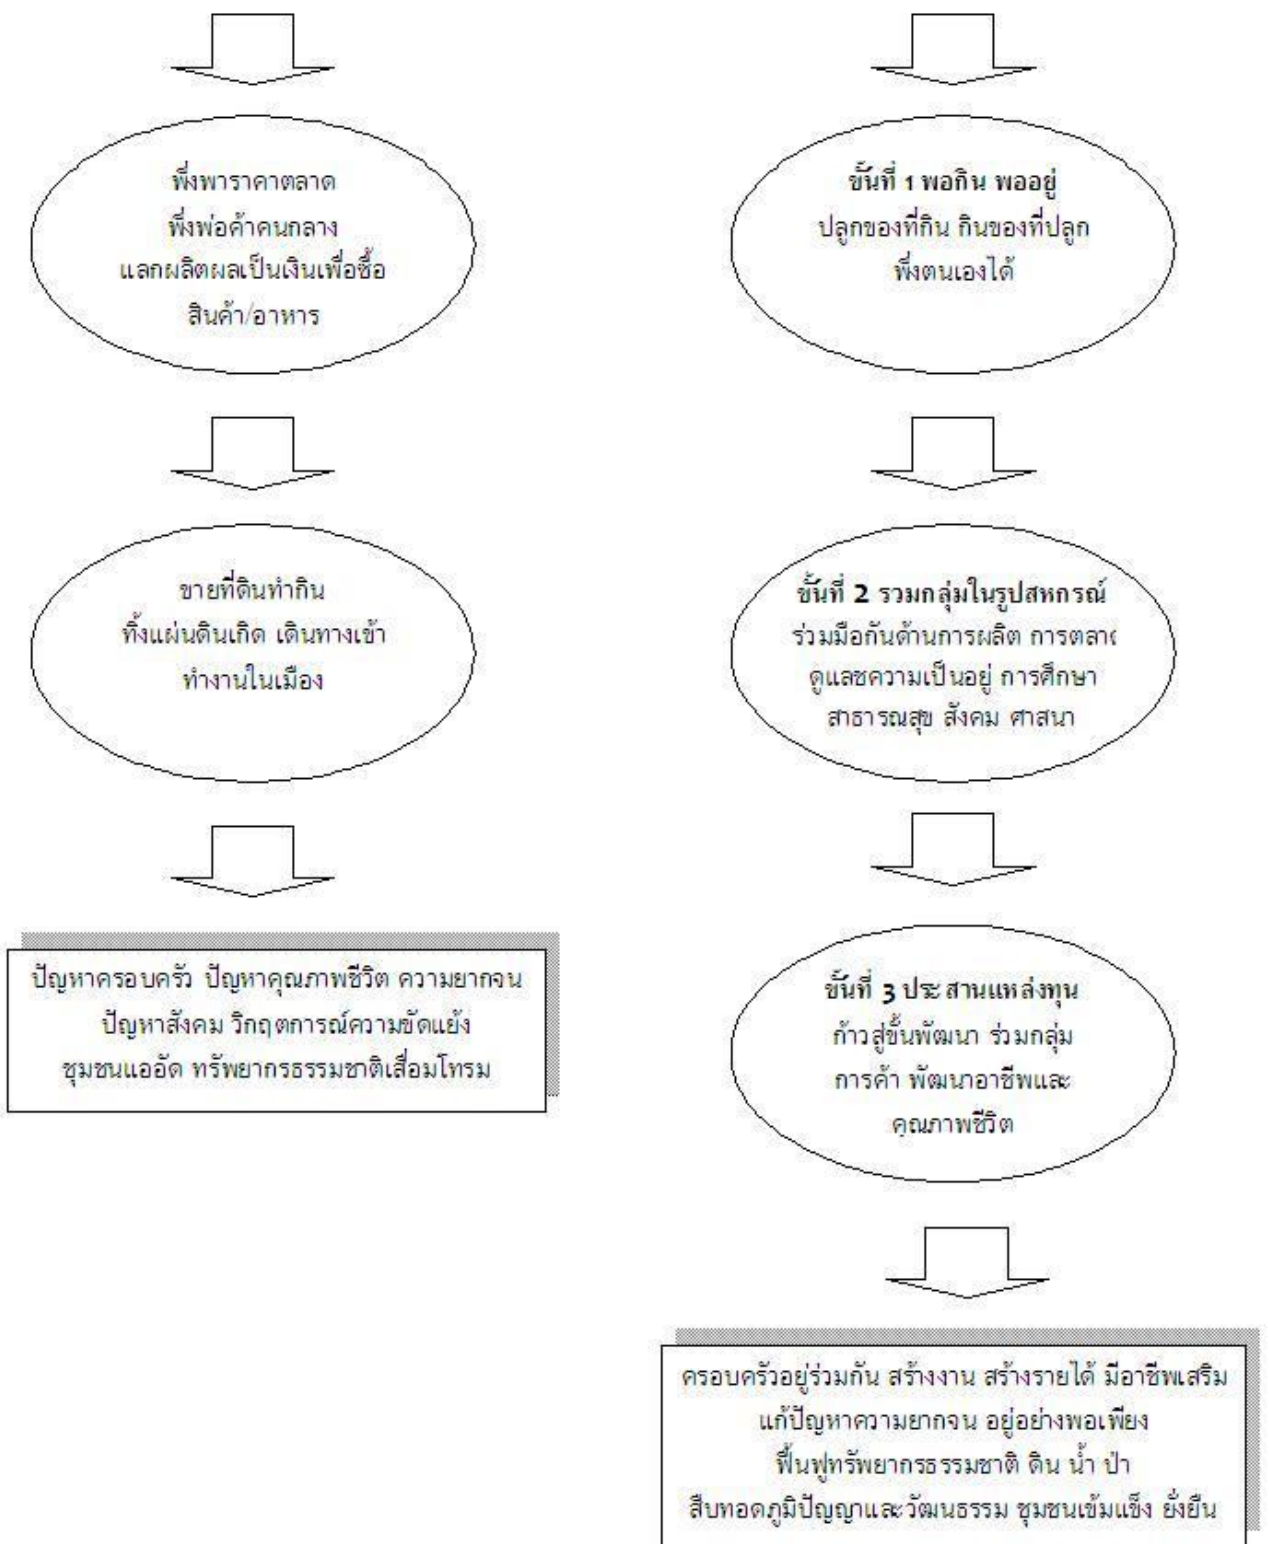 พึ่งพาราคาตลาด
พึ่งพ่อค้าคนกลาง
แลกผลิตผลเป็นเงินเพื่อซื้อ
สินค้า/อาหาร
ขายที่ดินทำกิน
ทิ้งแผ่นดินเกิด เดินทางเข้า
ทำงานในเมือง
ปัญหาครอบครัว ปัญหาคุณภาพชีวิต ความยากจน
ปัญหาสังคม วิกฤตการณ์ความขัดแย้ง
ชุมชนแออัด ทรัพยากรธรรมชาติเสื่อมโทรม
ขั้นที่ 1 พอกิน พออยู่
ปลูกของที่กิน กินของที่ปลูก
พึ่งตนเองได้
ขั้นที่ 2 รวมกลุ่มในรูปสหกรณ์
ร่วมมือกันด้านการผลิต การตลาด
ดูแลชความเป็นอยู่ การศึกษา
สาธารณสุข สังคม ศาสนา
ขั้นที่ 3 ประสานแหล่งทุน
ก้าวสู่ขั้นพัฒนา ร่วมกลุ่ม
การค้า พัฒนาอาชีพและ
คุณภาพชีวิต
ครอบครัวอยู่ร่วมกัน สร้างงาน สร้างรายได้ มีอาชีพเสริม
แก้ปัญหาความยากจน อยู่อย่างพอเพียง
ฟื้นฟูทรัพยากรธรรมชาติ ดิน น้ำ ป่า
สืบทอดภูมิปัญญาและวัฒนธรรม ชุมชนเข้มแข็ง ยั่งยืน